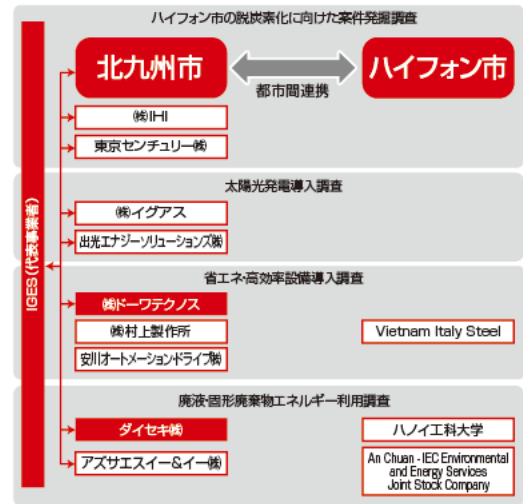 ハイフォン市の脱炭素化に向けた案件発掘調査
北九州市
ハイフォン市
都市間連携
㈱IHI
東京センチュリー㈱
IGES（代表事業者）
太陽光発電導入調査
㈱イグアス
出光エナジーソリューションズ㈱
省エネ・高効率設備導入調査
㈱ドーワテクノス
㈱村上製作所
Vietnam Italy Steel
安川オートメーションドライブ㈱
廃液・固形廃棄物エネルギー利用調査
ダイセキ㈱
ハノイ工科大学
アズサエスイー&イー㈱
An Chuan - IEC Environmental
and Energy Services
Joint Stock Company